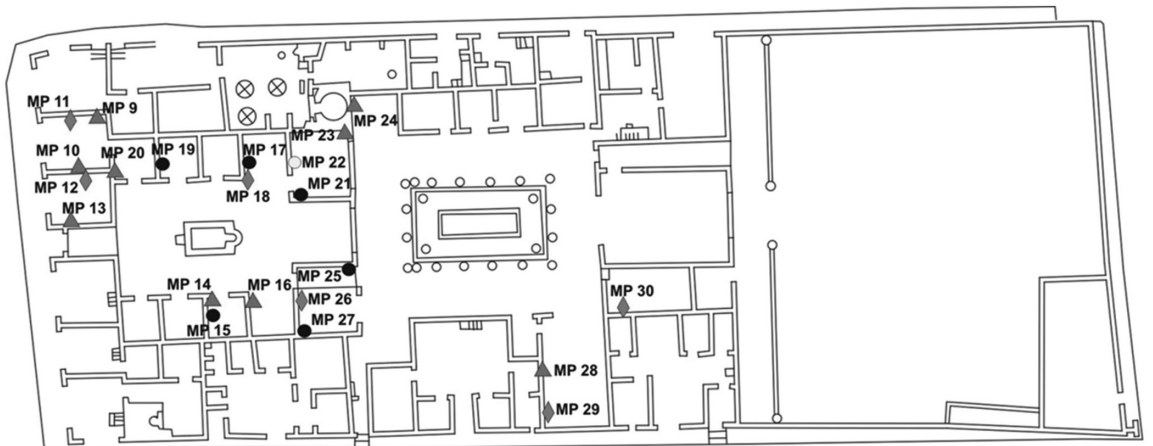 MP 11
MP 9
MP 24
MP 23
MP 10
MP 20
MP 19
MP 17
MP 22
MP 12
MP 18
MP 21
MP 13
MP 25
MP 14
MP 16
MP 26
MP 30
MP 15
MP 27
MP 28
MP 29